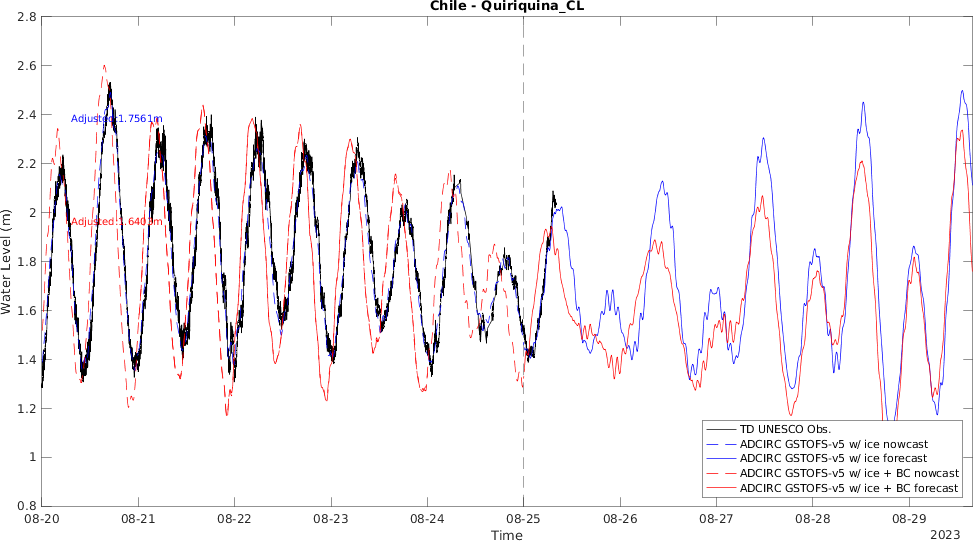 Chile - Quiriquina_CL
2.8
2.6
2.4
2.2
2
1.8
1.6
1.4
1.2
1
0.8
Water Level (m)
Adjusted:1.7561m
Adjusted:1.6401m
TD UNESCO Obs.
ADCIRC GSTOFS-v5 w/ ice nowcast
ADCIRC GSTOFS-v5 w/ ice forecast
ADCIRC GSTOFS-v5 w/ ice + BC nowcast
ADCIRC GSTOFS-v5 w/ ice + BC forecast
08-20 08-21 08-22 08-23 08-24 08-25 08-26 08-27 08-28 08-29
Time
2023